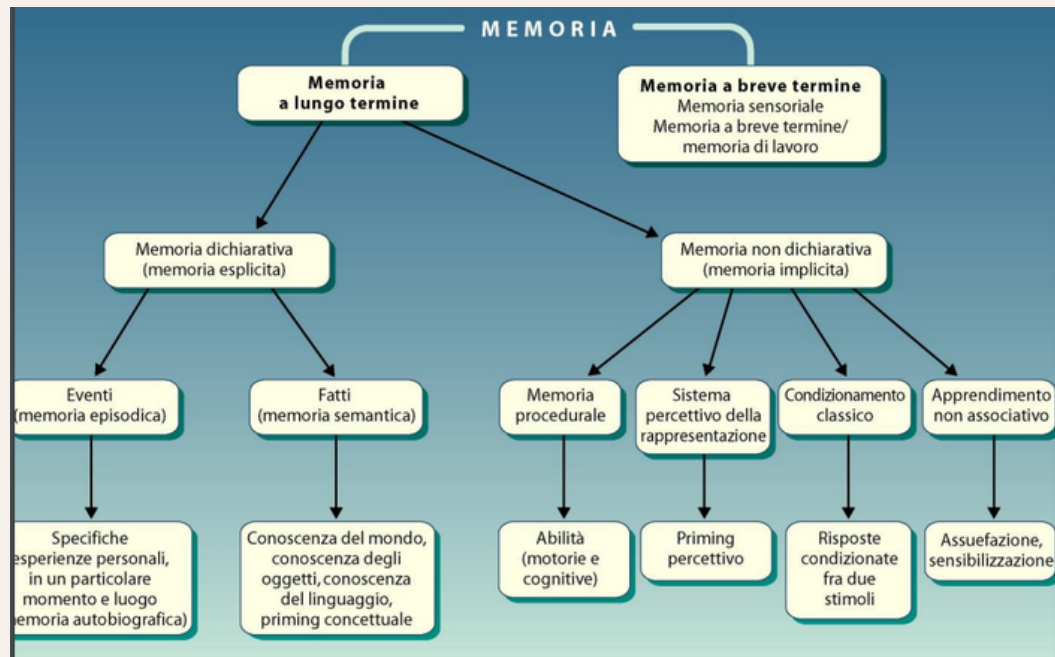 MEMORIA
Memoria
a lungo termine
Memoria a breve termine
Memoria sensoriale
Memoria a breve termine/
memoria di lavoro
Memoria dichiarativa
(memoria esplicita)
Memoria non dichiarativa
(memoria implicita)
Eventi
(memoria episodica)
Fatti
(memoria semantica)
Memoria
procedurale
Sistema
percettivo della
rappresentazione
Condizionamento
classico
Apprendimento
non associativo
Specifiche
esperienze personali,
in un particolare
momento e luogo
memoria autobiografica)
Conoscenza del mondo,
conoscenza degli
oggetti, conoscenza
del linguaggio,
priming concettuale
Abilità
(motorie e
cognitive)
Priming
percettivo
Risposte
condizionate
fra due
stimoli
Assuefazione,
sensibilizzazione